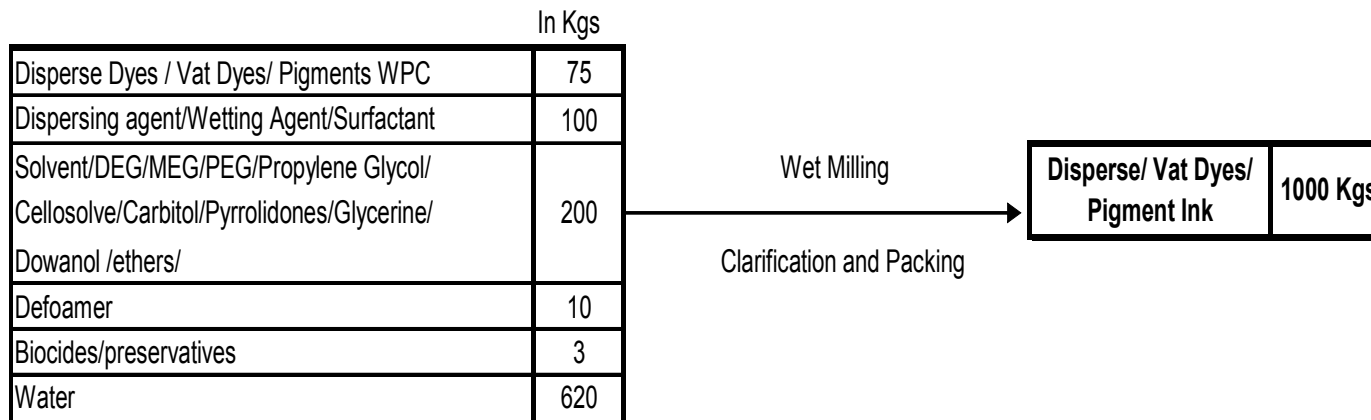 In Kgs
Disperse Dyes / Vat Dyes/ Pigments WPC 75
Dispersing agent/Wetting Agent/Surfactant 100
Solvent/DEG/MEG/PEG/Propylene Glycol/
Cellosolve/Carbitol/Pyrrolidones/Glycerine/ 200
Dowanol /ethers/
Defoamer 10
Biocides/preservatives 3
Water 620
Wet Milling
Clarification and Packing
Disperse/ Vat Dyes/
Pigment Ink
1000 Kgs